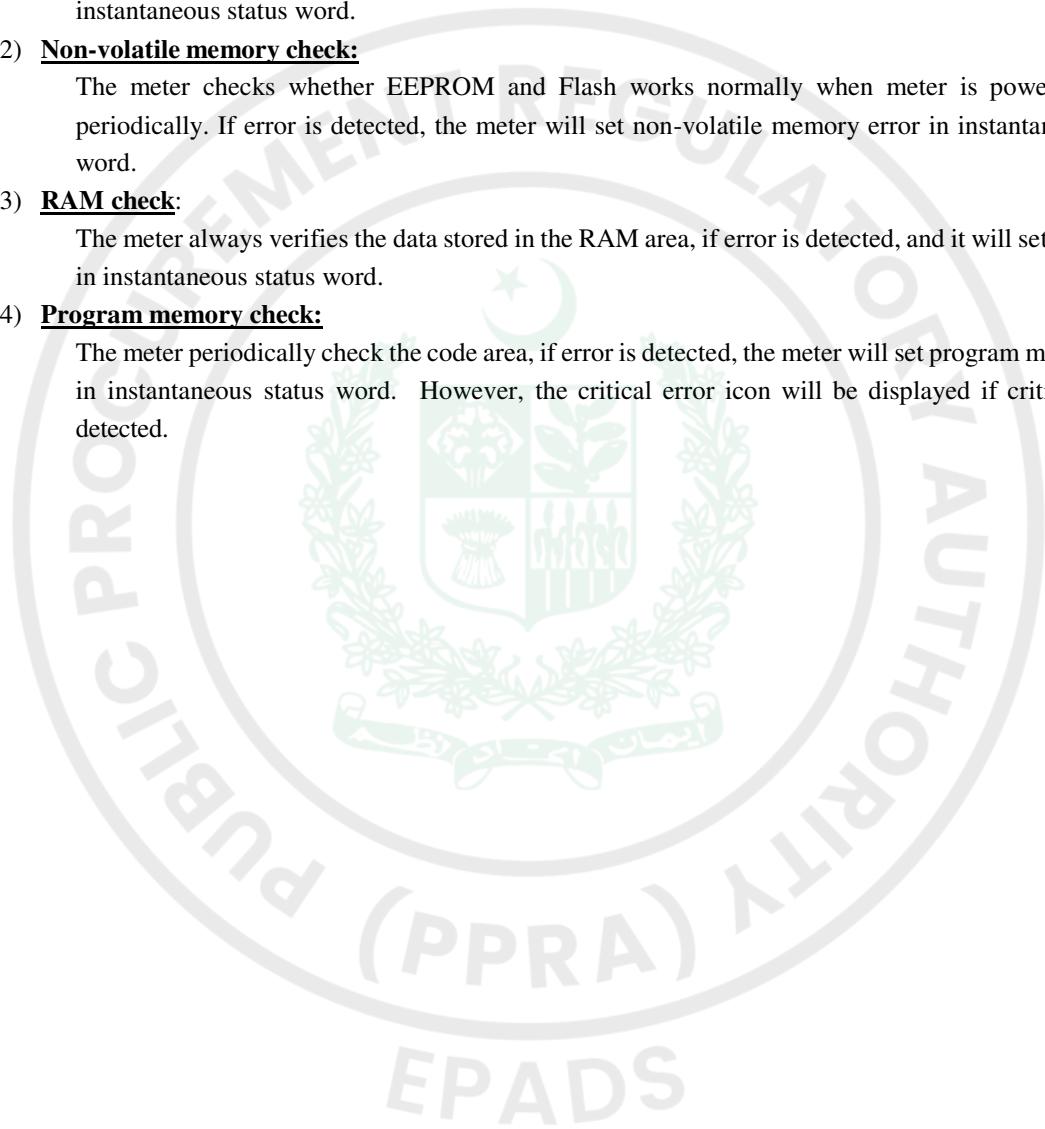 instantaneous status word.
2) Non-volatile memory check:
The meter checks whether EEPROM and Flash works normally when meter is powe
periodically. If error is detected, the meter will set non-volatile memory error in instantan
word.
3) RAM check:
The meter always verifies the data stored in the RAM area, if error is detected, and it will set
in instantaneous status word.
4) Program memory check:
The meter periodically check the code area, if error is detected, the meter will set program m
in instantaneous status word. However, the critical error icon will be displayed if criti
detected.
PUBLIC PROCUREMENT REGULATORY AUTHORITY
(PPRA)
EPADS